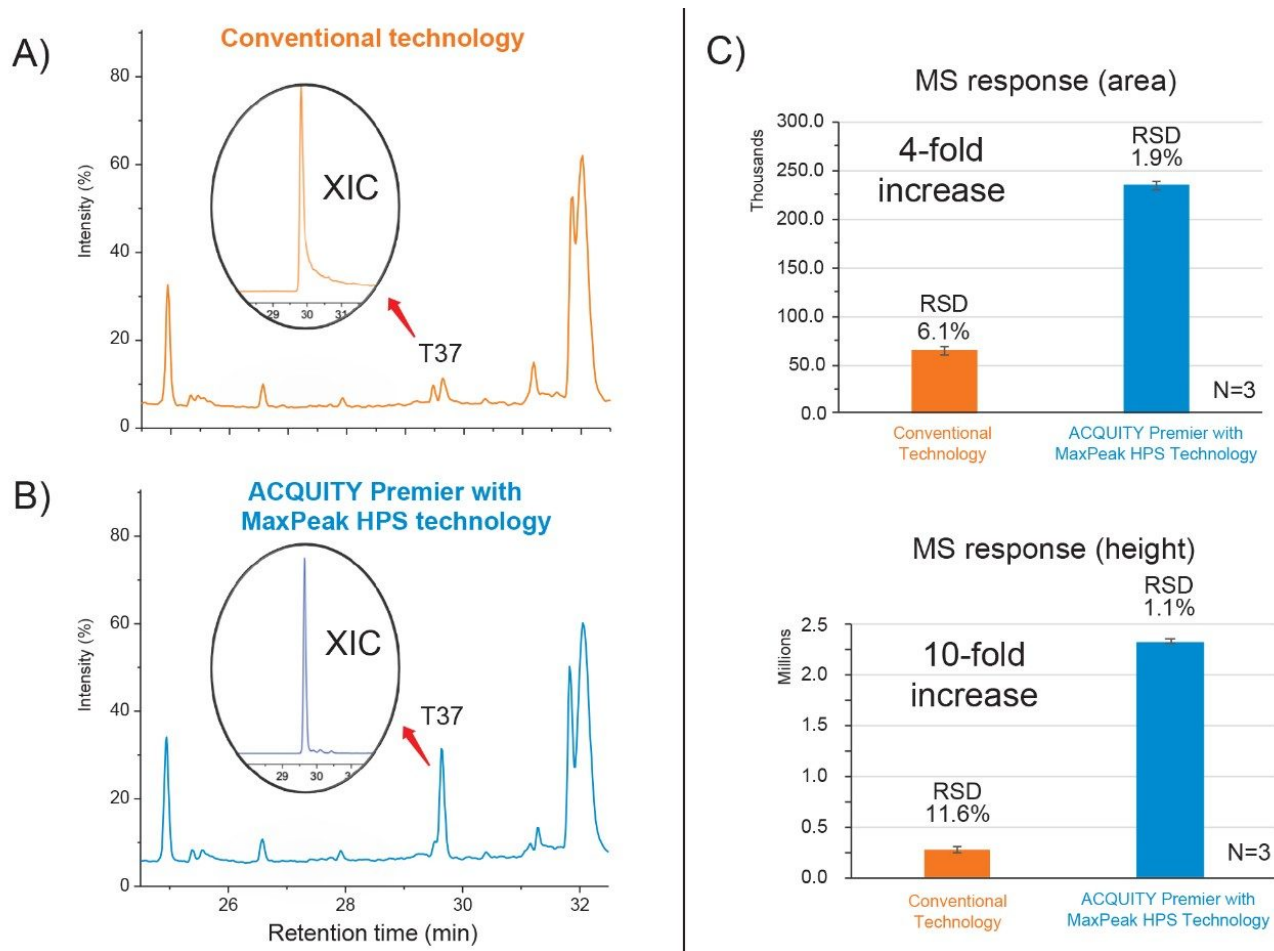 A)
Conventional technology
80
60
40
20
0
Intensity (%)
XIC
29 30 31
T37
B)
ACQUITY Premier with
MaxPeak HPS technology
80
60
40
20
0
Intensity (%)
XIC
29 30 3
T37
26 28 30 32
Retention time (min)
C)
MS response (area)
Thousands
300.0
250.0
200.0
150.0
100.0
50.0
0.0
4-fold
increase
RSD
6.1%
RSD
1.9%
N=3
Conventional
Technology
ACQUITY Premier with
MaxPeak HPS Technology
MS response (height)
Millions
2.5
2.0
1.5
1.0
0.5
0.0
10-fold
increase
RSD
11.6%
RSD
1.1%
N=3
Conventional
Technology
ACQUITY Premier with
MaxPeak HPS Technology